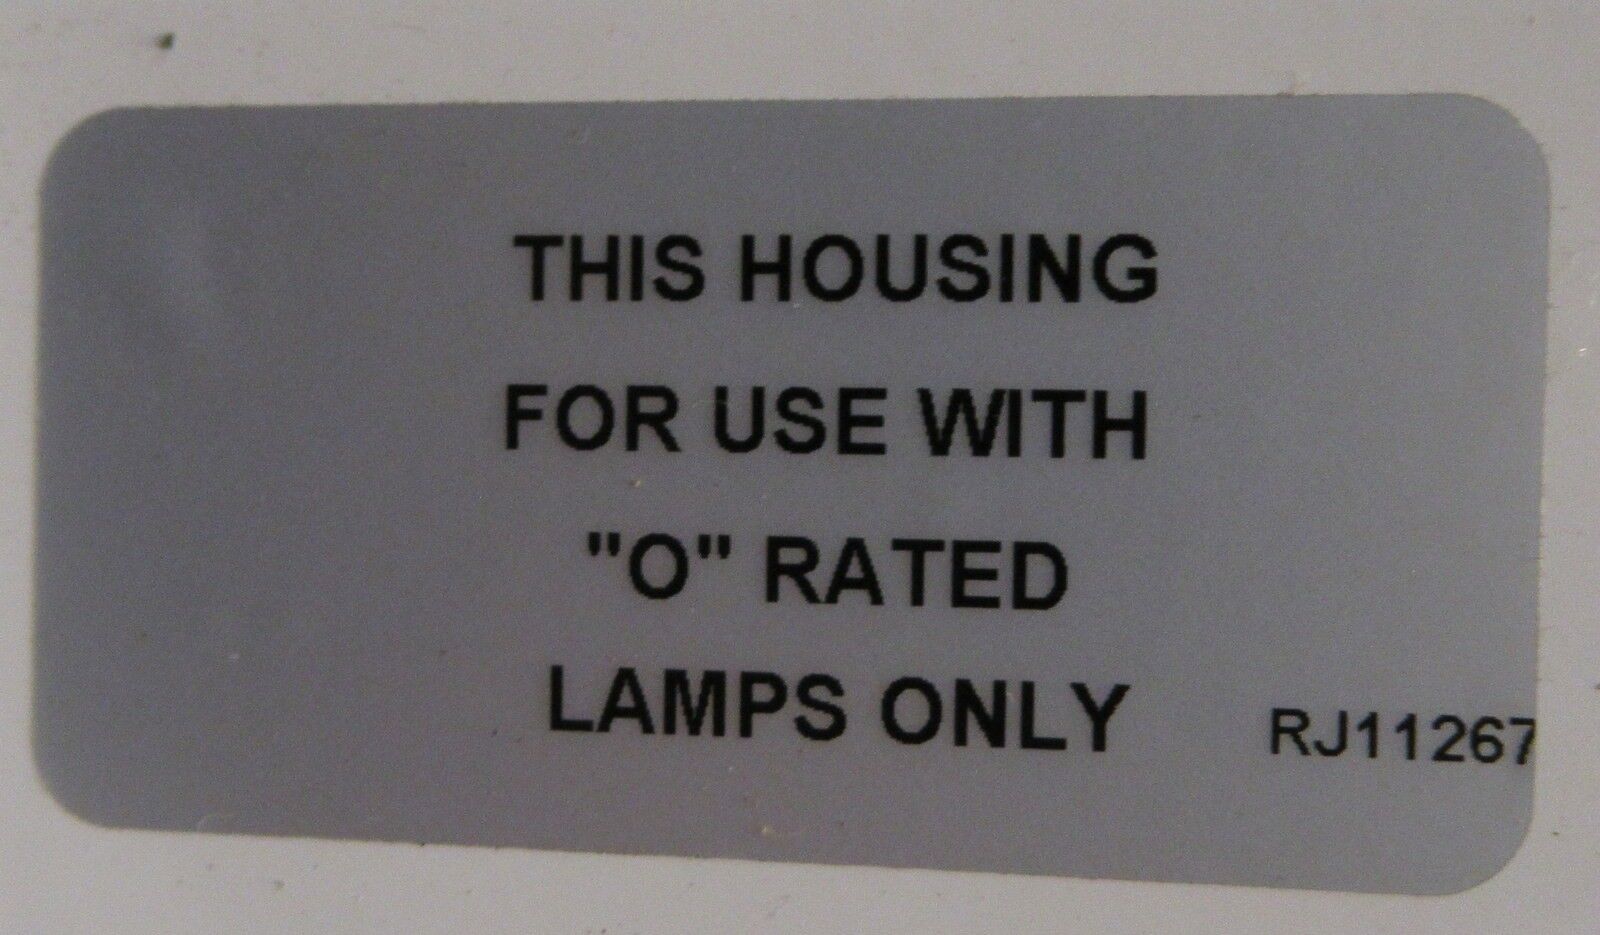 THIS HOUSING
FOR USE WITH
"O" RATED
LAMPS ONLY
RJ11267